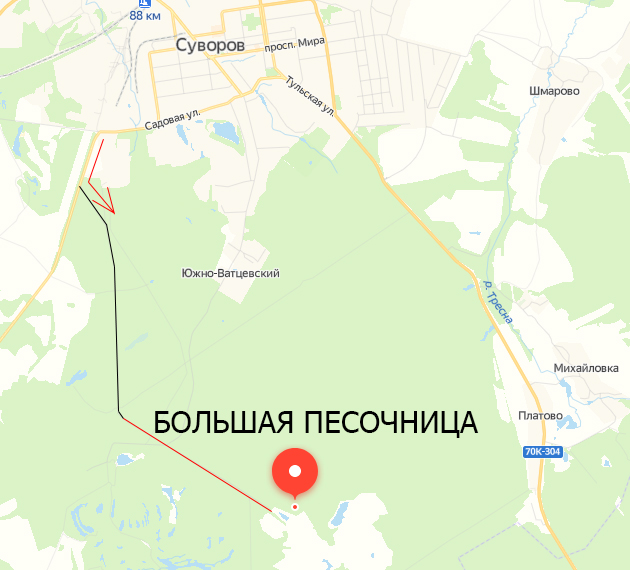 88 км
Суворов
просп. Мира
Тульская ул.
Шмарово
Садовая ул.
Южно-Ватцевский
р. Тресна
Михайловка
Платово
БОЛЬШАЯ ПЕСОЧНИЦА
70К-304